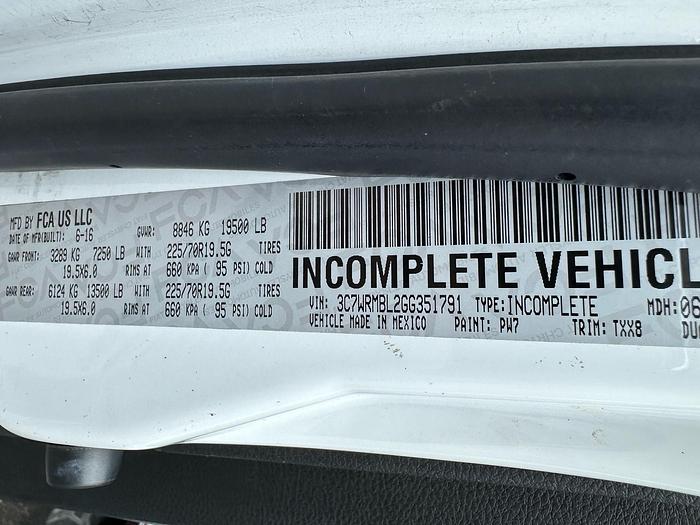 MFD BY FCA US LLC
DATE OF MFR(BUILT): 6-16 GVWR: 8846 KG 19500 LB
GAWR FRONT: 3289 KG 7250 LB WITH 225/70R19.5G TIRES
19.5X6.0 RIMS AT 660 KPA ( 95 PSI) COLD
GAWR REAR: 6124 KG 13500 LB WITH 225/70R19.5G TIRES
19.5X6.0 RIMS AT 660 KPA ( 95 PSI) COLD
INCOMPLETE VEHICL
VIN: 3C7WRMBL2GG351791 TYPE:INCOMPLETE MDH:06
VEHICLE MADE IN MEXICO PAINT: PW7 TRIM: TXX8 DU